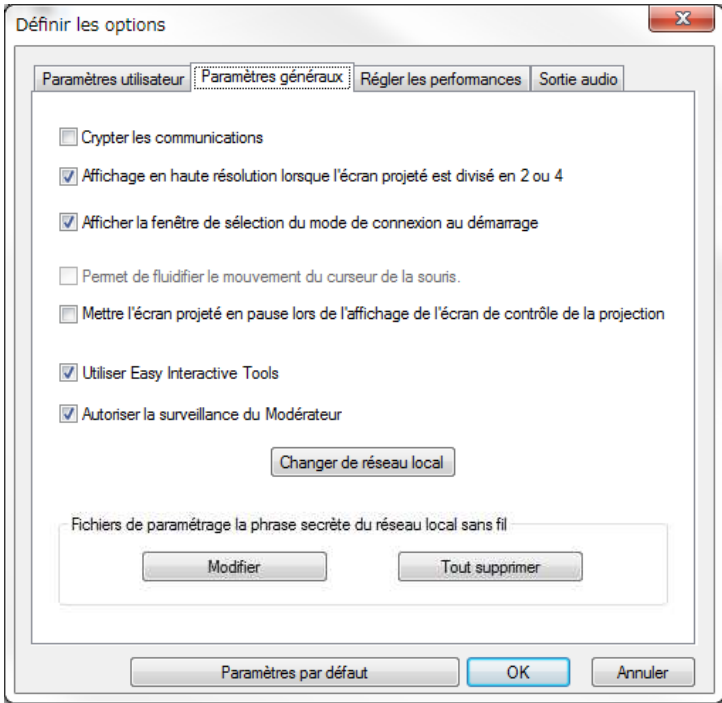 Définir les options
Paramètres utilisateur
Paramètres généraux
Régler les performances
Sortie audio
Crypter les communications
Affichage en haute résolution lorsque l'écran projeté est divisé en 2 ou 4
Afficher la fenêtre de sélection du mode de connexion au démarrage
Permet de fluidifier le mouvement du curseur de la souris.
Mettre l'écran projeté en pause lors de l'affichage de l'écran de contrôle de la projection
Utiliser Easy Interactive Tools
Autoriser la surveillance du Modérateur
Changer de réseau local
Fichiers de paramétrage la phrase secrète du réseau local sans fil
Modifier
Tout supprimer
Paramètres par défaut
OK
Annuler